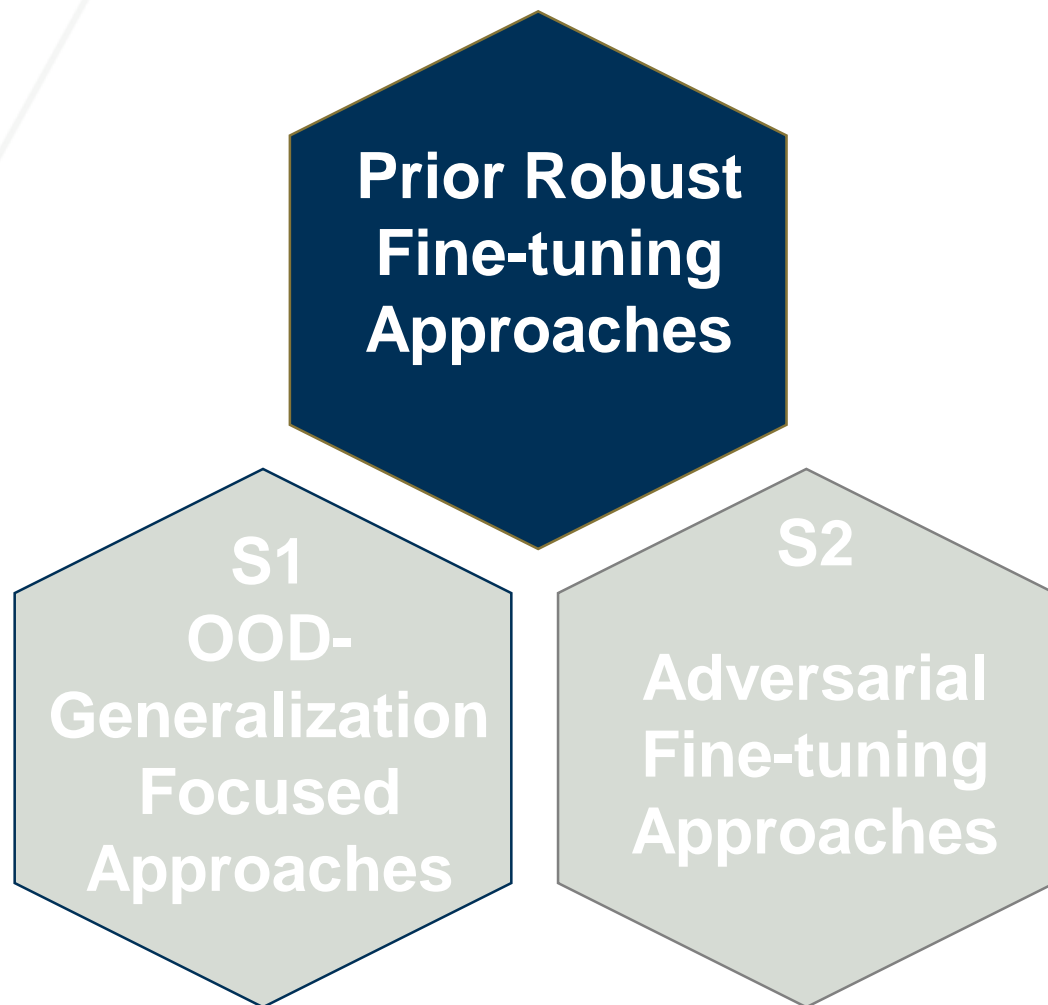 Prior Robust
Fine-tuning
Approaches
S1
OOD-
Generalization
Focused
Approaches
S2
Adversarial
Fine-tuning
Approaches